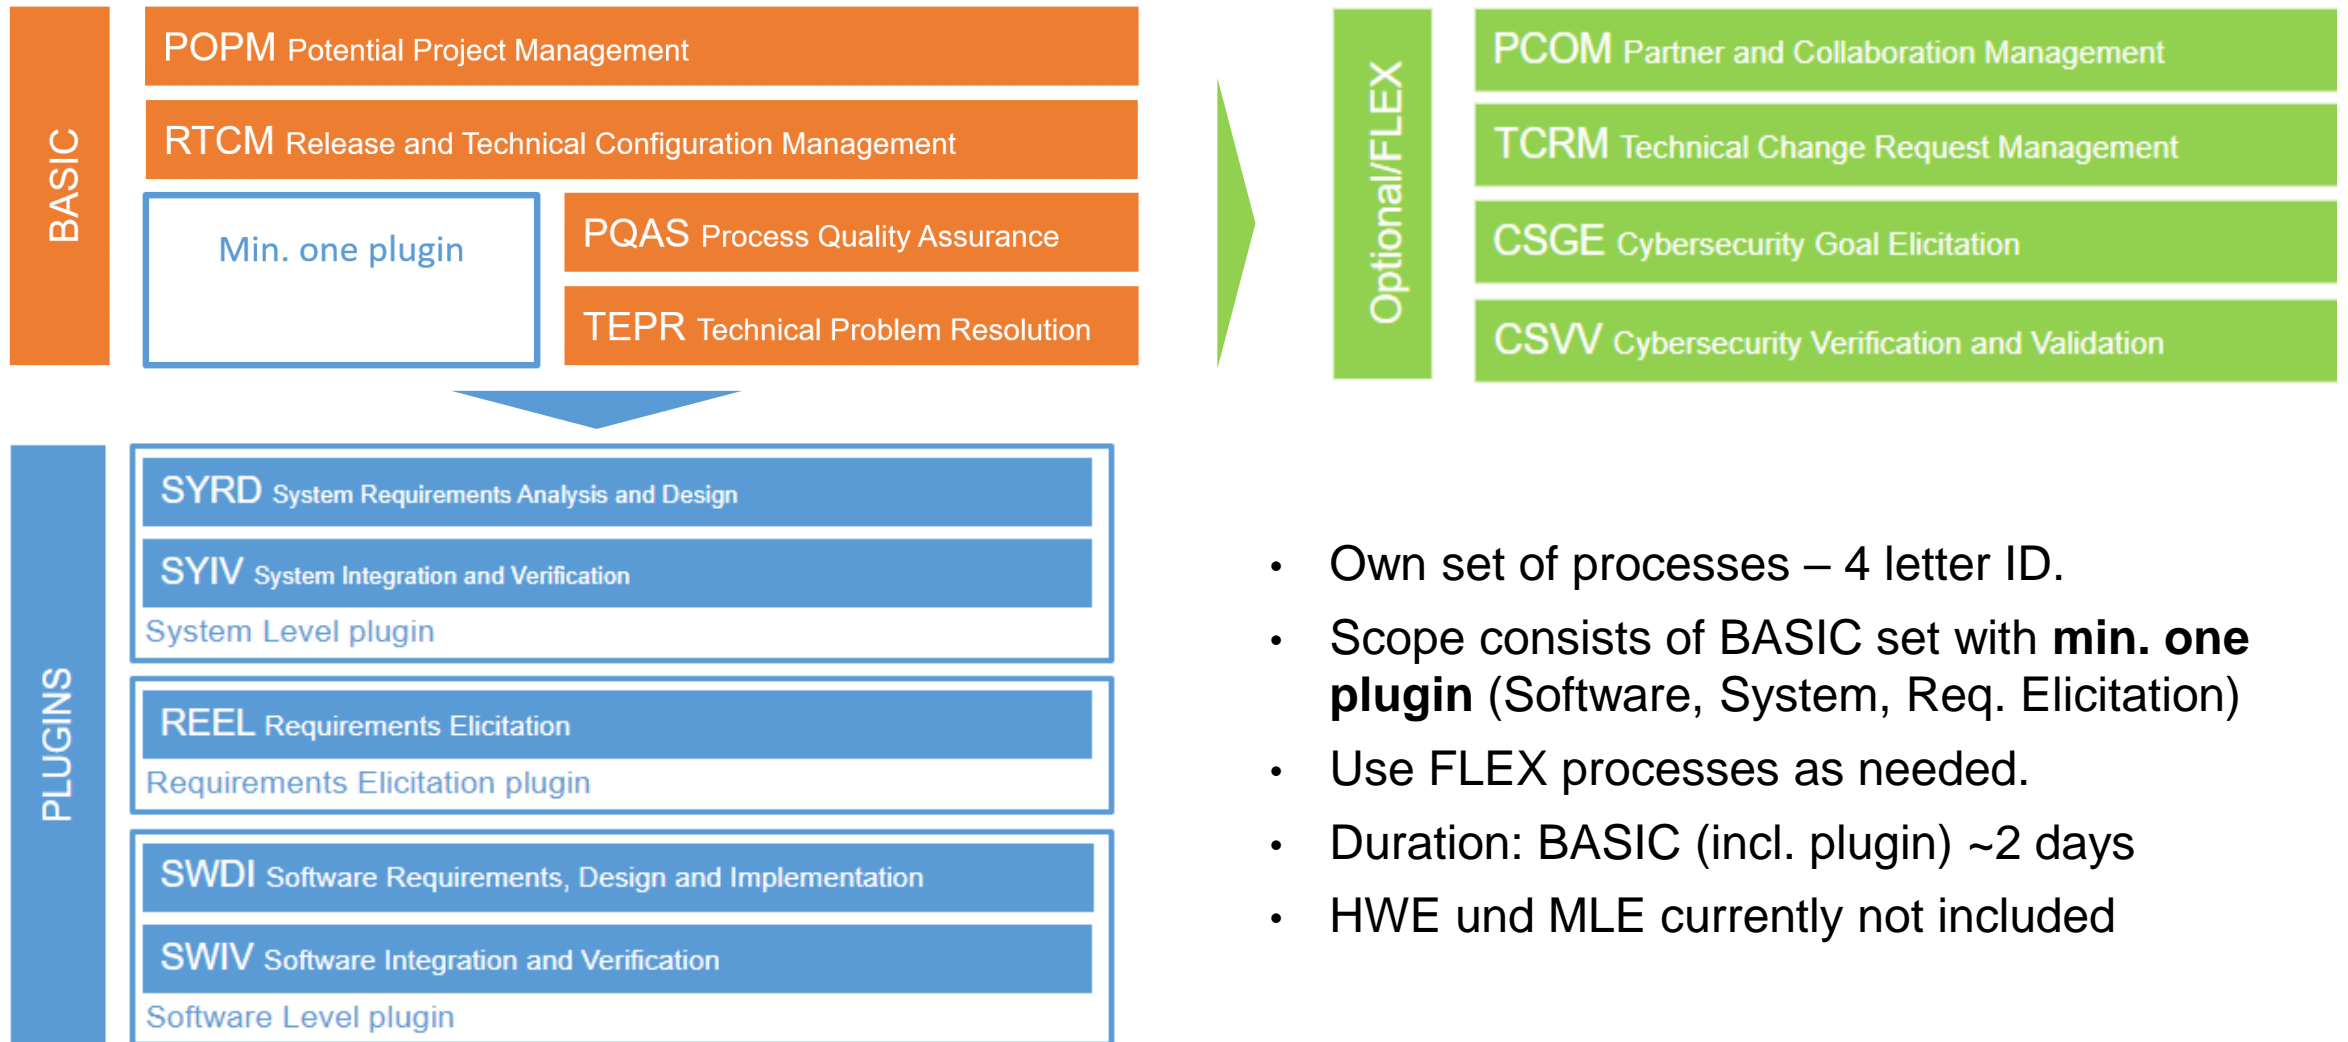 BASIC
POPM Potential Project Management
RTCM Release and Technical Configuration Management
Min. one plugin
PQAS Process Quality Assurance
TEPR Technical Problem Resolution
Optional/FLEX
PCOM Partner and Collaboration Management
TCRM Technical Change Request Management
CSGE Cybersecurity Goal Elicitation
CSVV Cybersecurity Verification and Validation
PLUGINS
SYRD System Requirements Analysis and Design
SYIV System Integration and Verification
System Level plugin
REEL Requirements Elicitation
Requirements Elicitation plugin
SWDI Software Requirements, Design and Implementation
SWIV Software Integration and Verification
Software Level plugin
• Own set of processes – 4 letter ID.
• Scope consists of BASIC set with min. one
plugin (Software, System, Req. Elicitation)
• Use FLEX processes as needed.
• Duration: BASIC (incl. plugin) ~2 days
• HWE und MLE currently not included